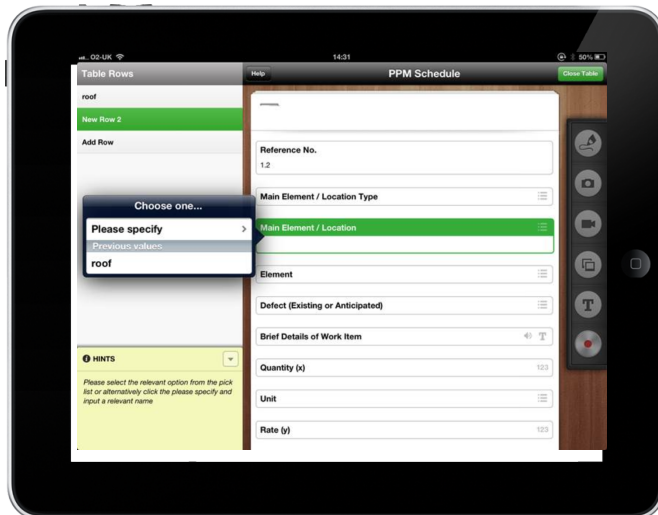 O2-UK
14:31
50%
Table Rows
Help
PPM Schedule
Close Table
roof
New Row 2
Add Row
Reference No.
1.2
Main Element / Location Type
Choose one...
Please specify
Previous values
roof
Main Element / Location
Element
Defect (Existing or Anticipated)
Brief Details of Work Item
T
Quantity (x)
123
Unit
Rate (y)
123
HINTS
Please select the relevant option from the pick
list or alternatively click the please specify and
input a relevant name
T